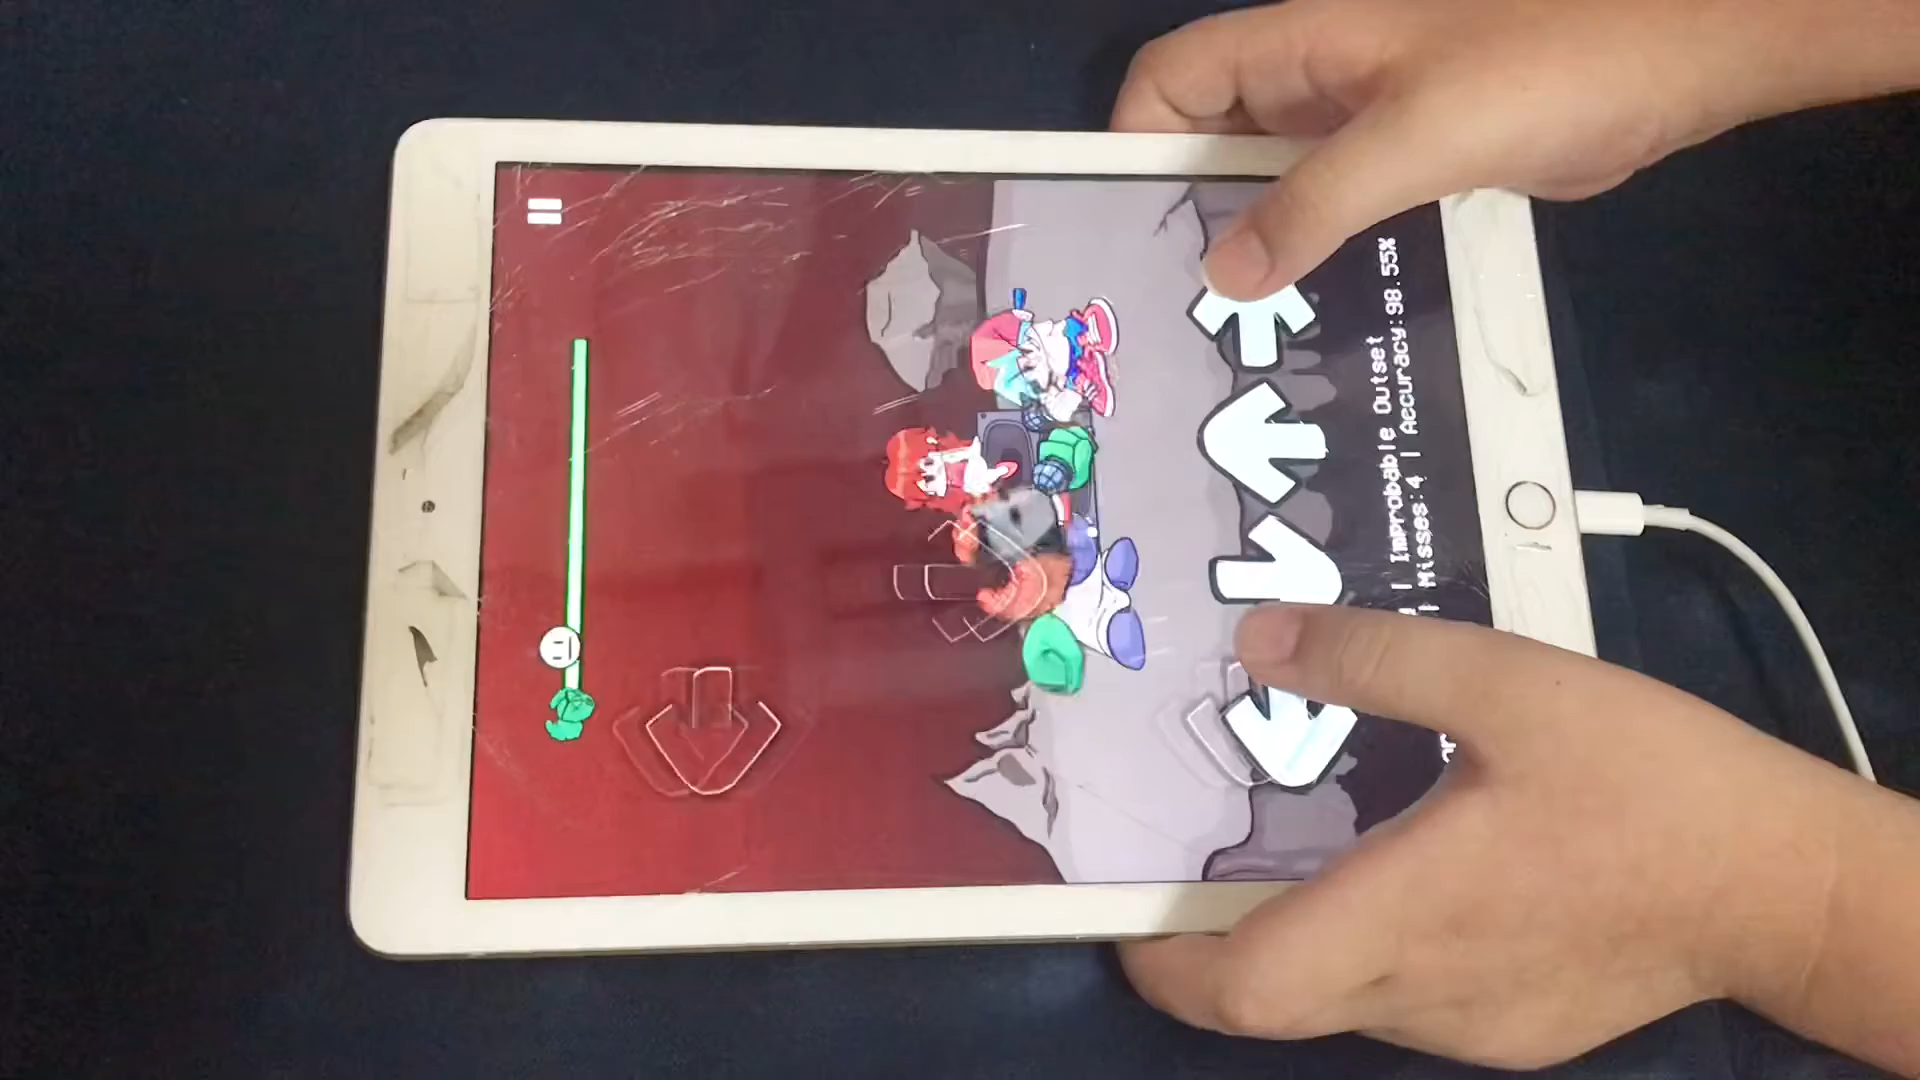 | Improbable Outset
| Misses:4 | Accuracy:98.55%